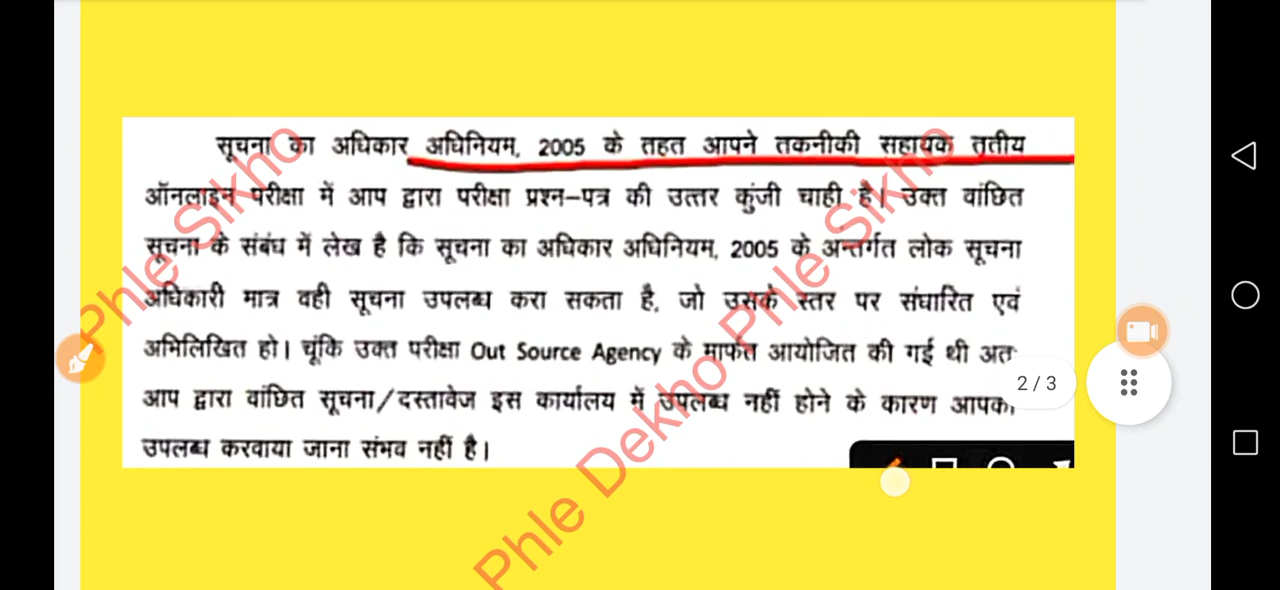 सूचना का अधिकार अधिनियम, 2005 के तहत आपने तकनीकी सहायक तृतीय
ऑनलाइन परीक्षा में आप द्वारा परीक्षा प्रश्न-पत्र की उत्तर कुंजी चाही है। उक्त वांछित
सूचना के संबंध में लेख है कि सूचना का अधिकार अधिनियम, 2005 के अन्तर्गत लोक सूचना
अधिकारी मात्र वही सूचना उपलब्ध करा सकता है, जो उसके स्तर पर संधारित एवं
अभिलिखित हो। चूंकि उक्त परीक्षा Out Source Agency के मार्फत आयोजित की गई थी अतः
आप द्वारा वांछित सूचना/दस्तावेज इस कार्यालय में उपलब्ध नहीं होने के कारण आपको
उपलब्ध करवाया जाना संभव नहीं है।
2 / 3
Phle Sikho
Phle Dekho Phle Sikho